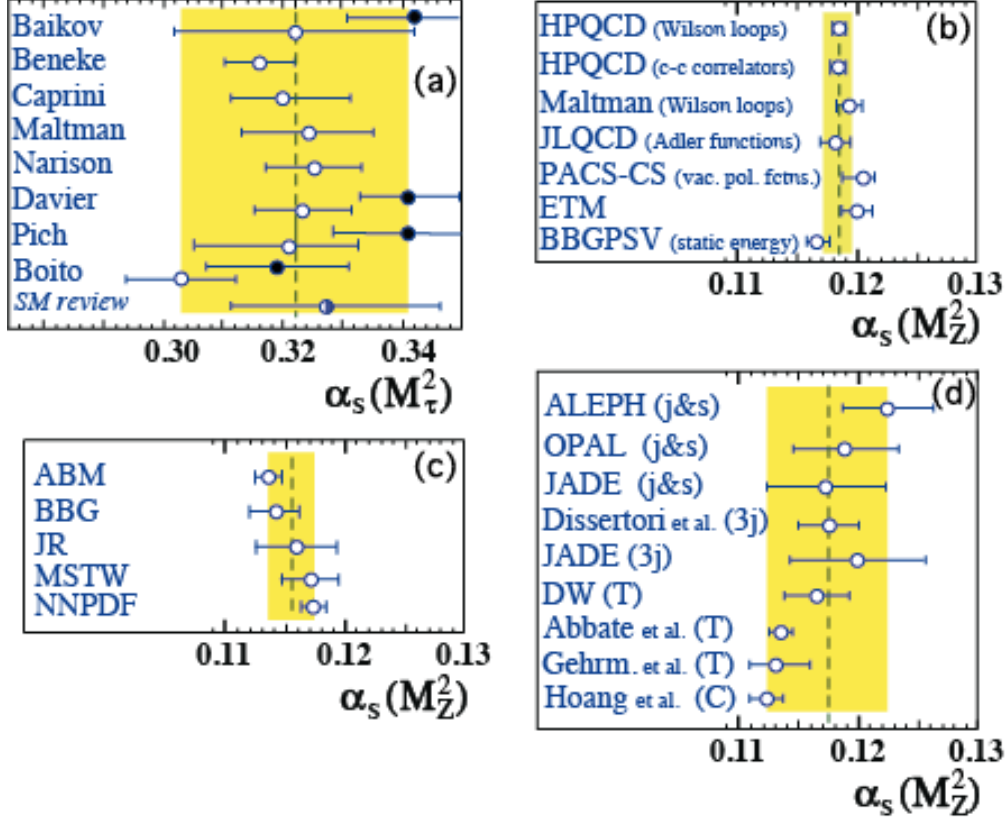 (a)
Baikov
Beneke
Caprini
Maltman
Narison
Davier
Pich
Boito
SM review
0.30 0.32 0.34
αs(M²τ)
(b)
HPQCD (Wilson loops)
HPQCD (c-c correlators)
Maltman (Wilson loops)
JLQCD (Adler functions)
PACS-CS (vac. pol. fctns.)
ETM
BBGPSV (static energy)
0.11 0.12 0.13
αs(M²Z)
(c)
ABM
BBG
JR
MSTW
NNPDF
0.11 0.12 0.13
αs(M²Z)
(d)
ALEPH (j&s)
OPAL (j&s)
JADE (j&s)
Dissertori et al. (3j)
JADE (3j)
DW (T)
Abbate et al. (T)
Gehrm. et al. (T)
Hoang et al. (C)
0.11 0.12 0.13
αs(M²Z)